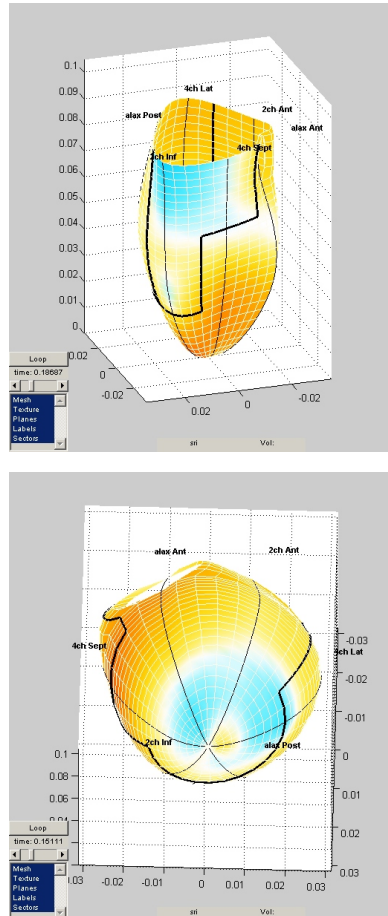 0.1
4ch Lat
0.09
2ch Ant
0.08
alax Post
alax Ant
0.07
4ch Sept
2ch Inf
0.06
0.05
0.04
0.03
0.02
0.01
0
Loop
0.02
time: 0.18687
0
-0.02
Mesh
Texture
Planes
Labels
Sectors
0.02
0
-0.02
sri Vol:
alax Ant 2ch Ant
4ch Sept
-0.03
4ch Lat
-0.02
-0.01
2ch Inf alax Post
0.1
0
0.08
0.06
0.01
0.04
Loop
0.02
time: 0.15111
Mesh
0.03
Texture
.03 -0.02 -0.01 0 0.01 0.02 0.03
Planes
Labels
Sectors
sri Vol: